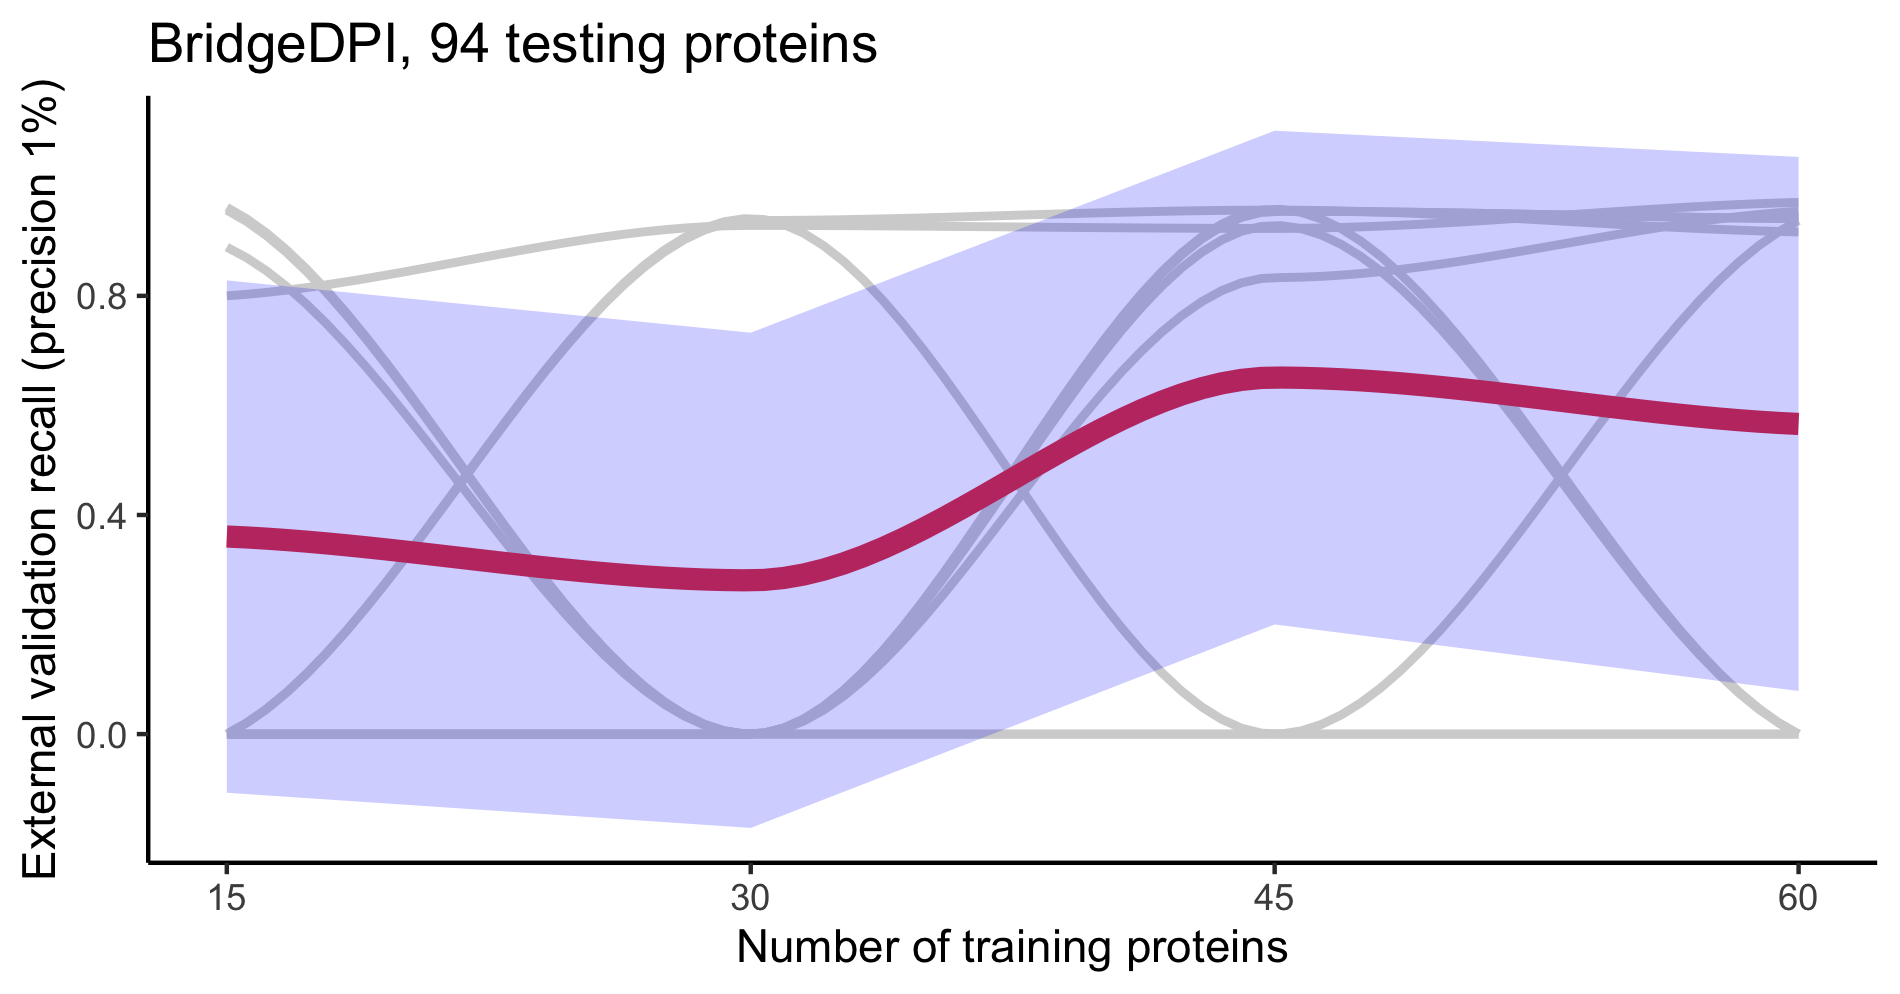 BridgeDPI, 94 testing proteins
External validation recall (precision 1%)
0.8
0.4
0.0
15
30
45
60
Number of training proteins